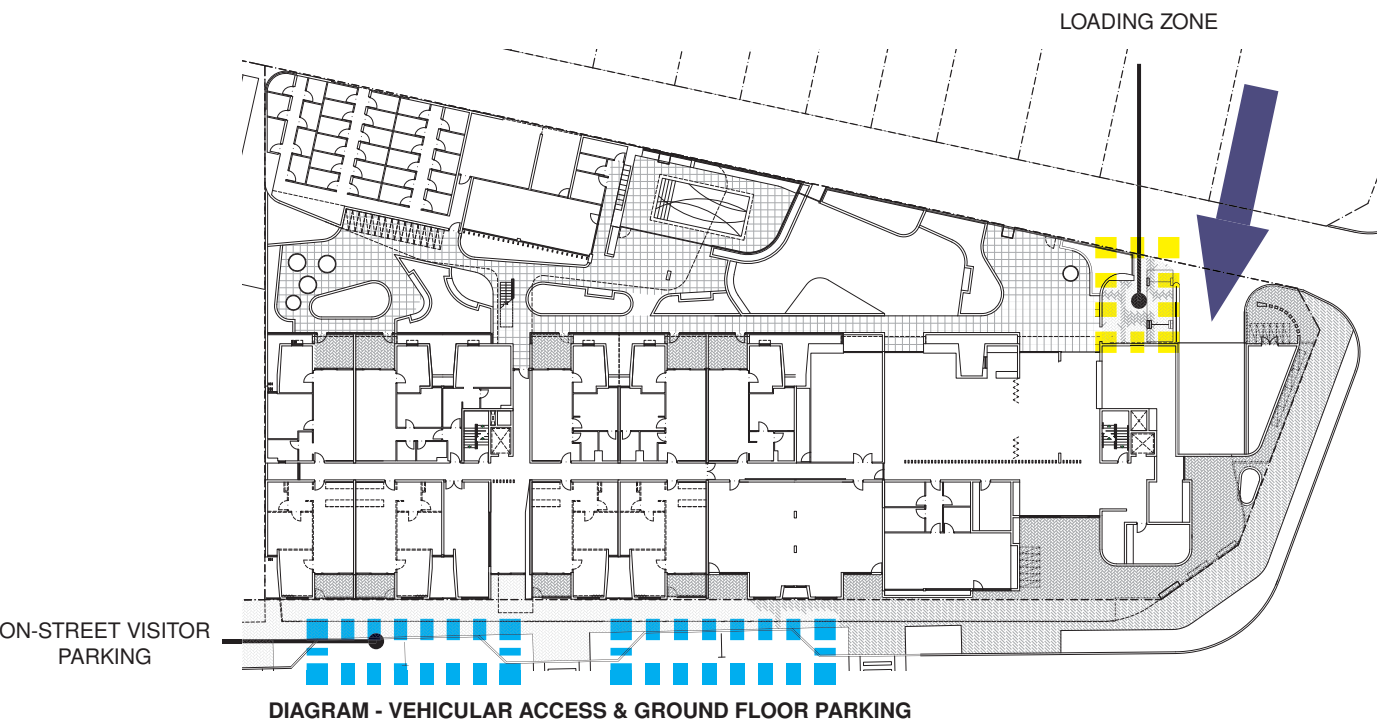 LOADING ZONE
ON-STREET VISITOR
PARKING
DIAGRAM - VEHICULAR ACCESS & GROUND FLOOR PARKING